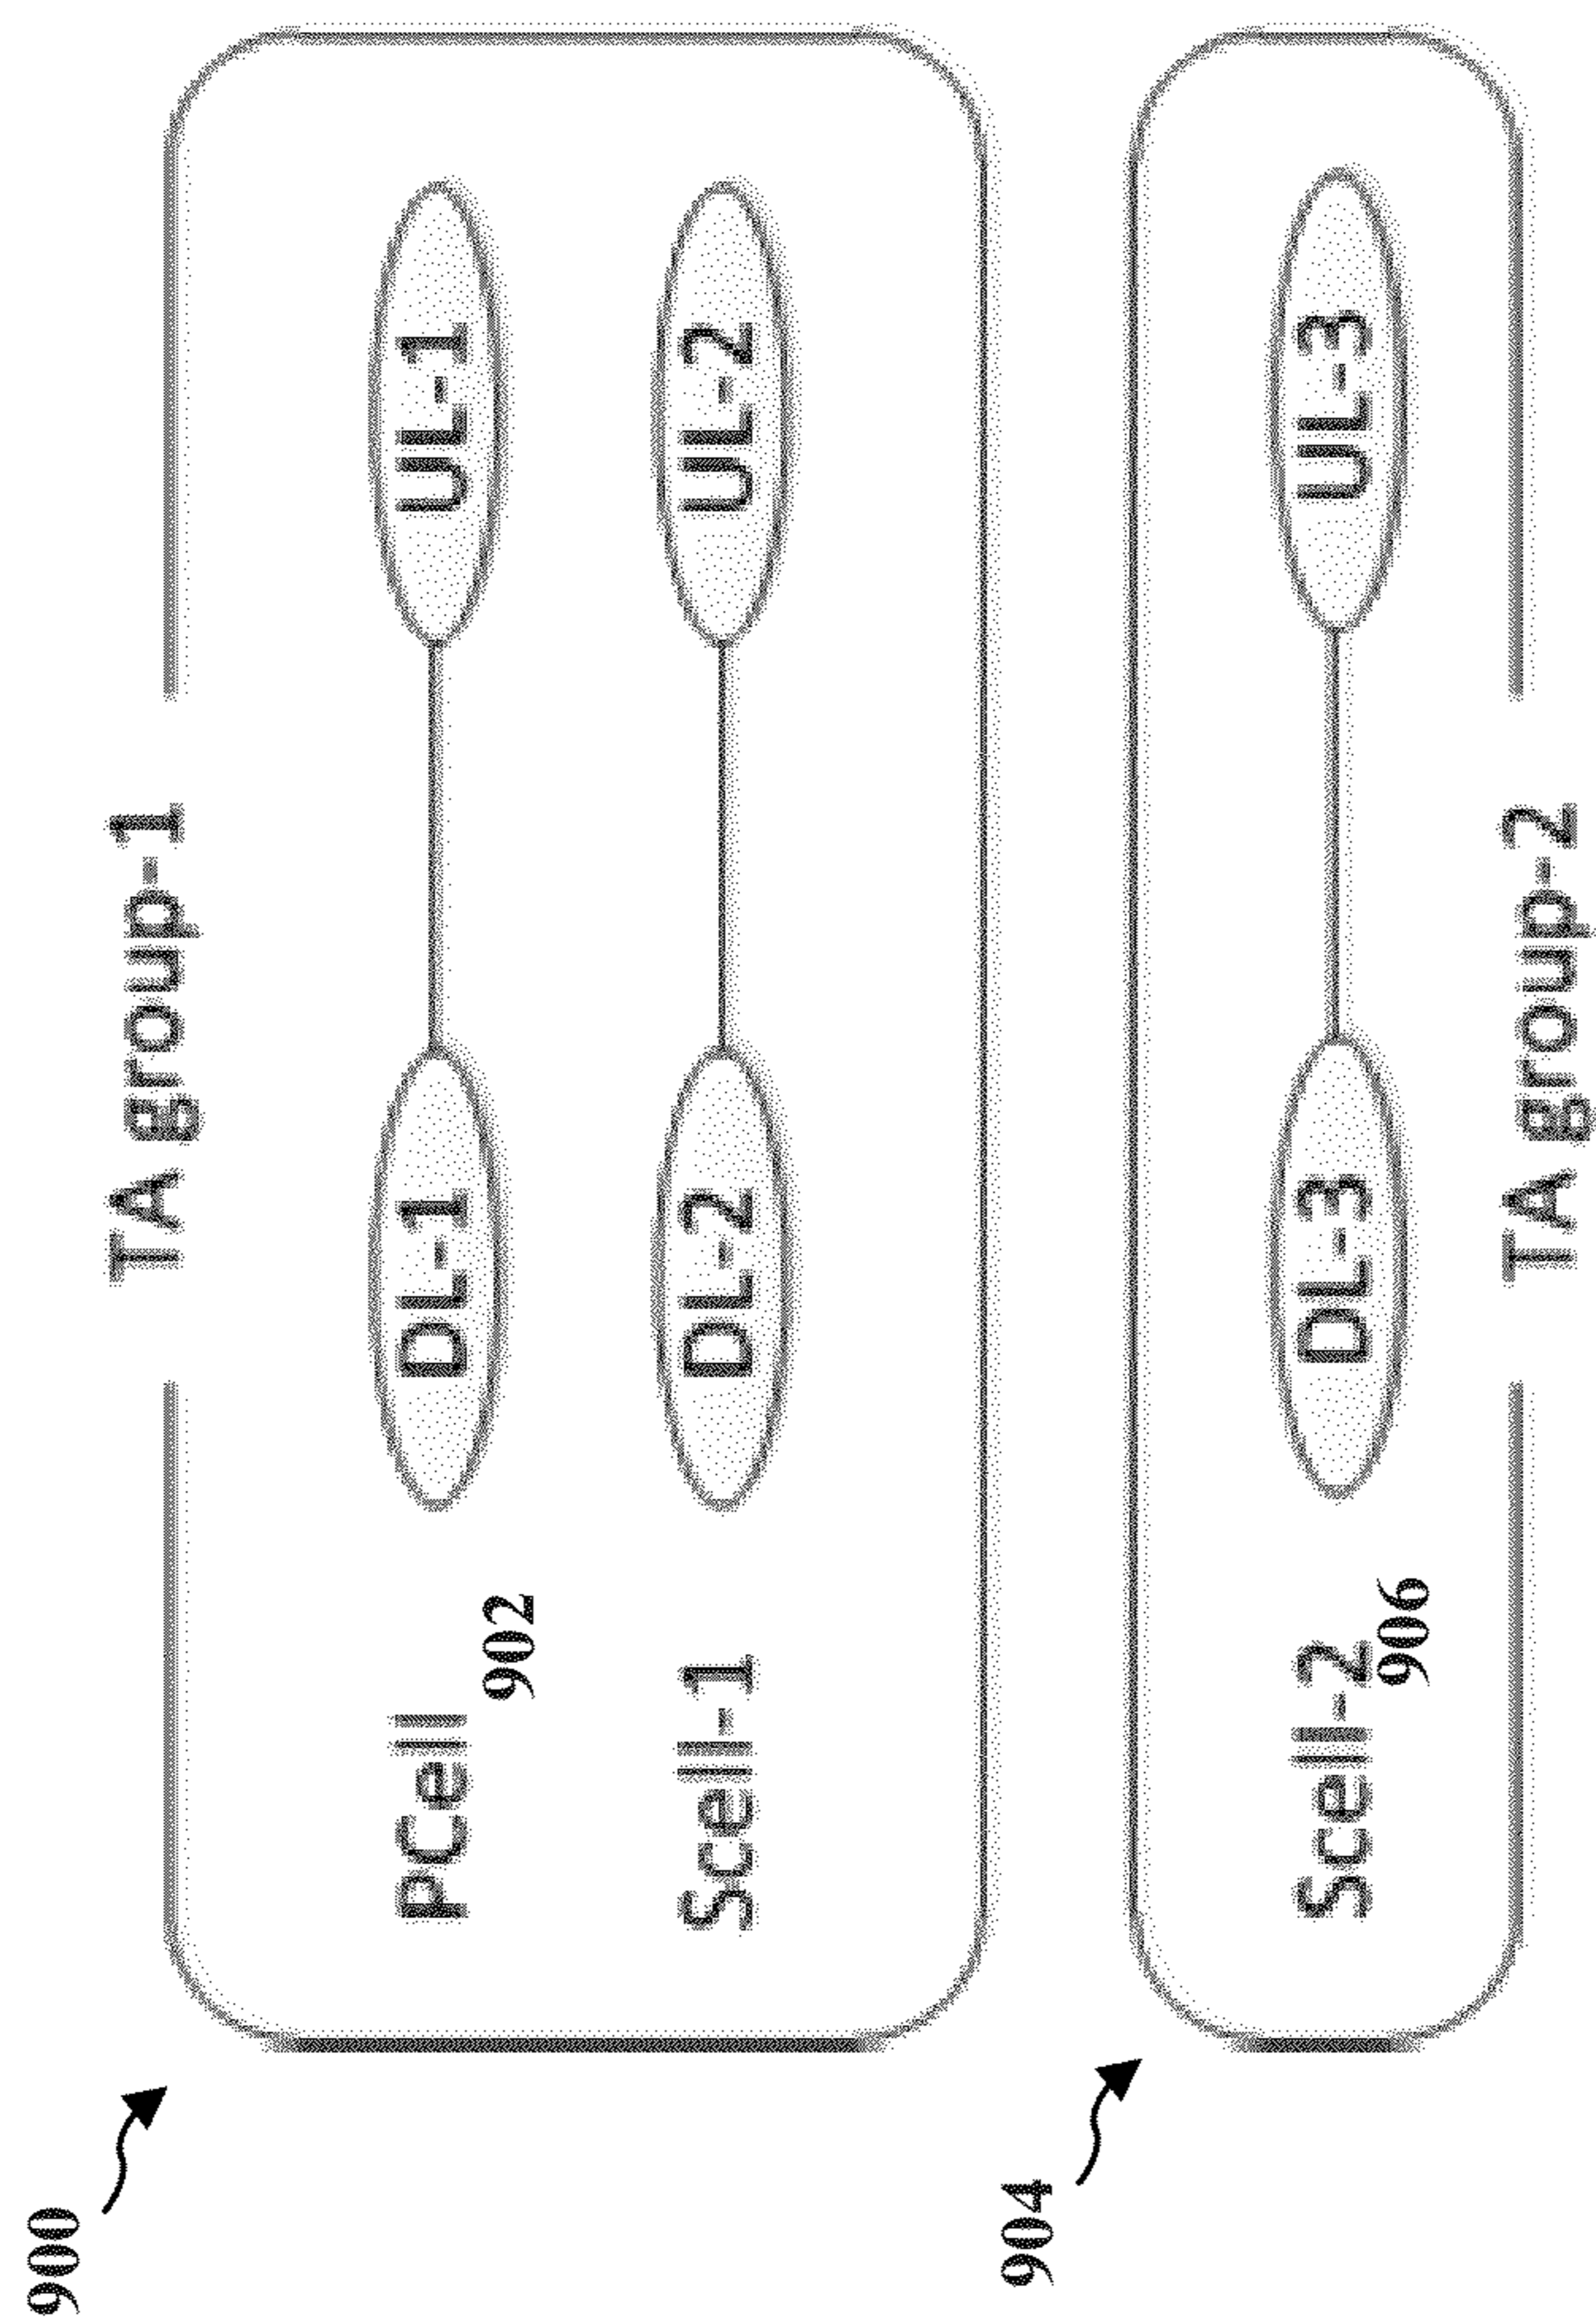 900
TA group-1
PCell
902
DL-1
UL-1
Scell-1
DL-2
UL-2
904
Scell-2
906
DL-3
UL-3
TA group-2